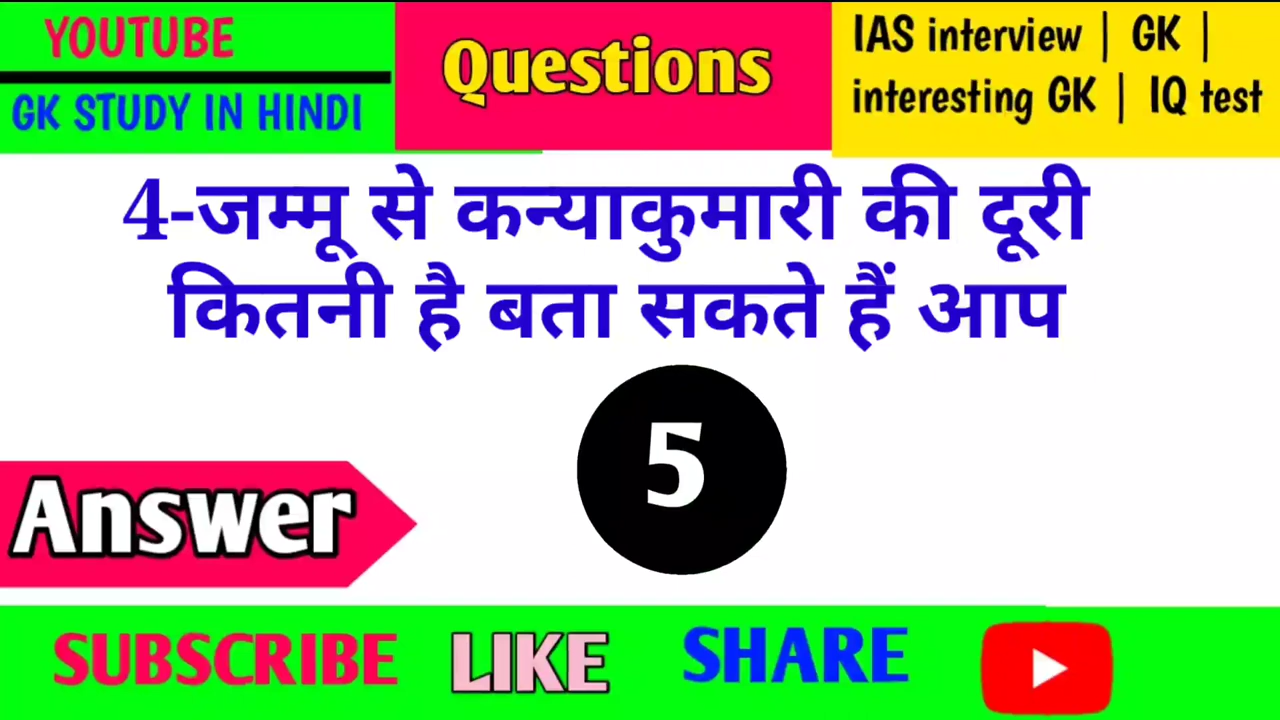 YOUTUBE
GK STUDY IN HINDI
Questions
IAS interview | GK |
interesting GK | IQ test
4-जम्मू से कन्याकुमारी की दूरी
कितनी है बता सकते हैं आप
5
Answer
SUBSCRIBE LIKE SHARE